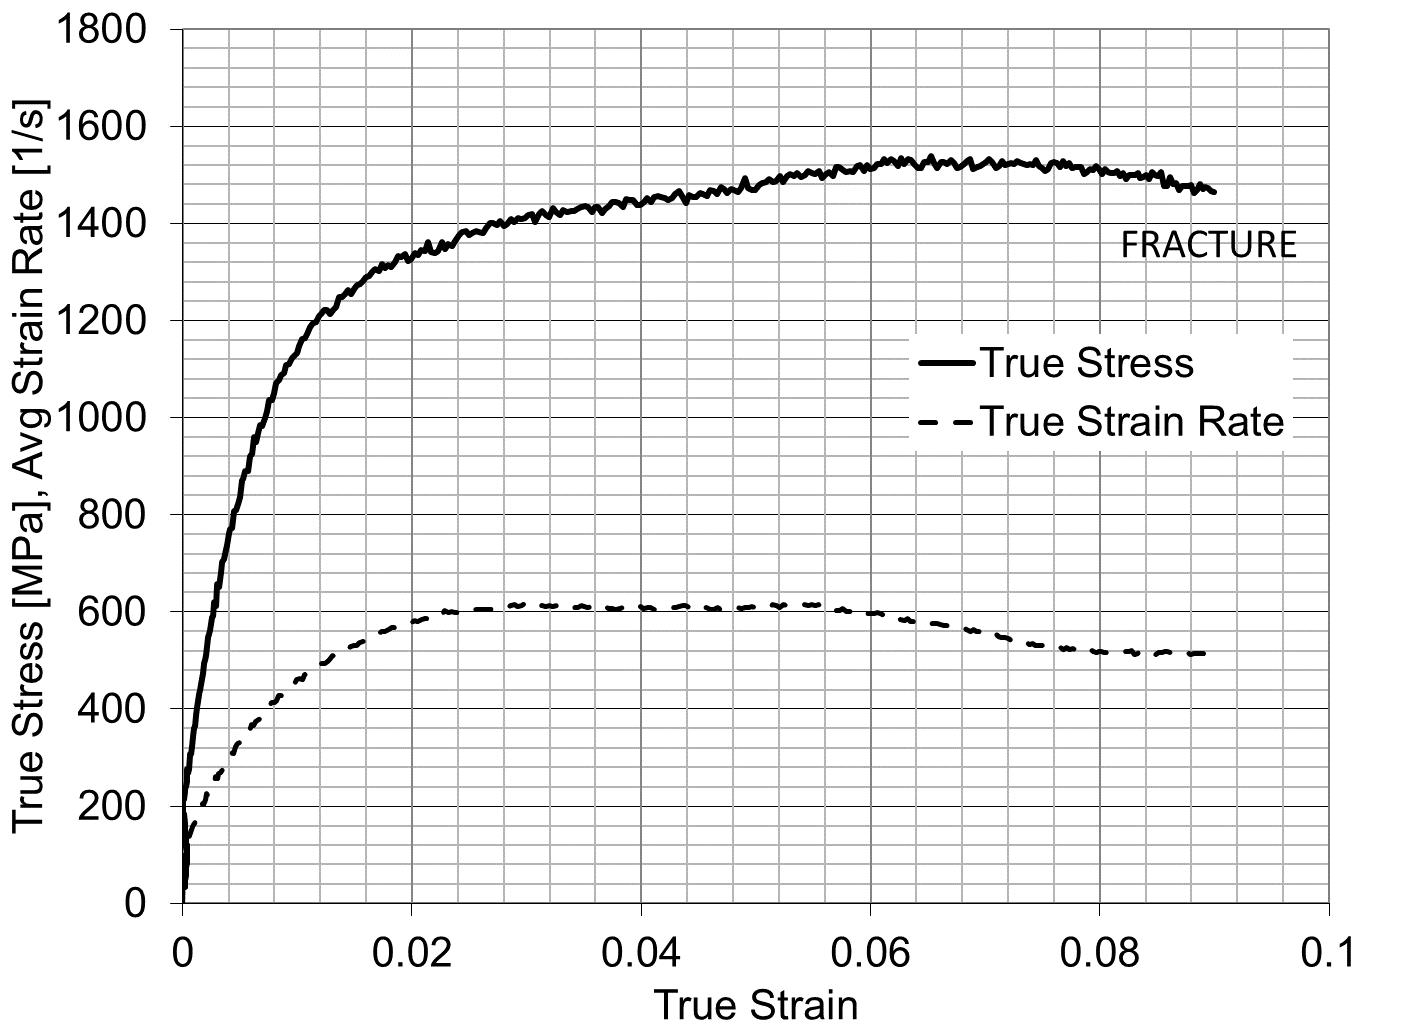 True Stress [MPa], Avg Strain Rate [1/s]
1800
1600
1400
1200
1000
800
600
400
200
0
FRACTURE
True Stress
True Strain Rate
0 0.02 0.04 0.06 0.08 0.1
True Strain